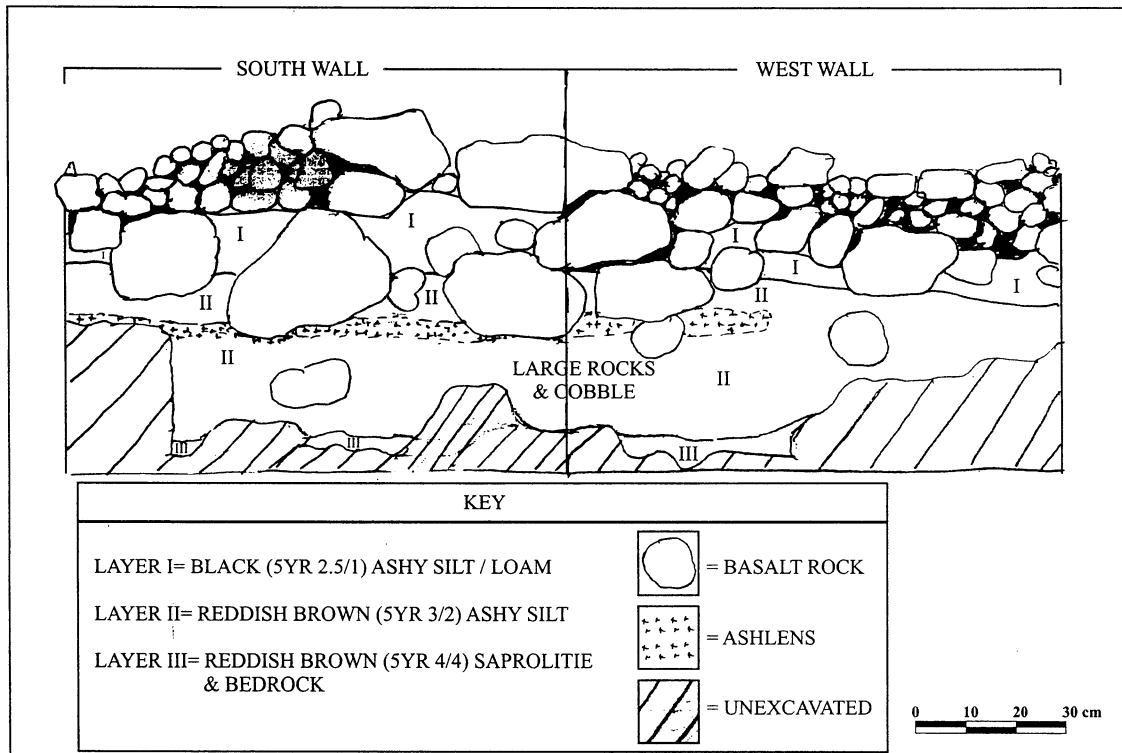 SOUTH WALL
WEST WALL
I
I
I
I
I
I
II
II
II
II
LARGE ROCKS
& COBBLE
II
III
III
III
KEY
LAYER I= BLACK (5YR 2.5/1) ASHY SILT / LOAM
LAYER II= REDDISH BROWN (5YR 3/2) ASHY SILT
LAYER III= REDDISH BROWN (5YR 4/4) SAPROLITIE
& BEDROCK
= BASALT ROCK
= ASHLENS
= UNEXCAVATED
0 10 20 30 cm